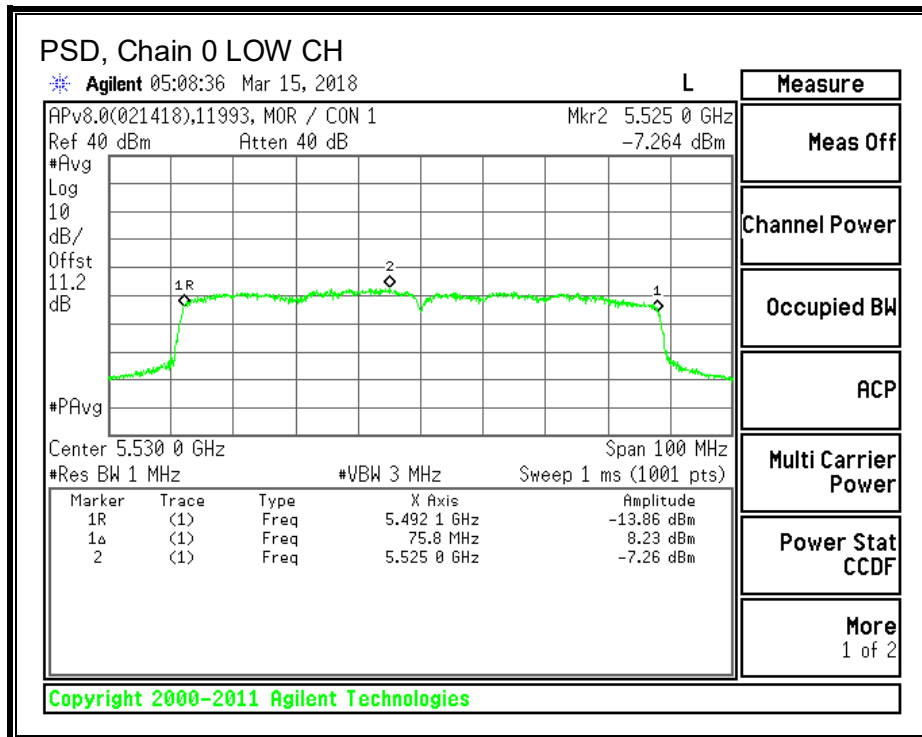 PSD, Chain 0 LOW CH
Agilent 05:08:36 Mar 15, 2018 L
APv8.0(021418),11993, MOR / CON 1 Mkr2 5.525 0 GHz
Ref 40 dBm Atten 40 dB -7.264 dBm
#Avg
Log
10
dB/
Offst
11.2
dB
1R
2
1
#PAvg
Center 5.530 0 GHz Span 100 MHz
#Res BW 1 MHz #VBW 3 MHz Sweep 1 ms (1001 pts)
Marker Trace Type X Axis Amplitude
1R (1) Freq 5.492 1 GHz -13.86 dBm
1Δ (1) Freq 75.8 MHz 8.23 dBm
2 (1) Freq 5.525 0 GHz -7.26 dBm
Measure
Meas Off
Channel Power
Occupied BW
ACP
Multi Carrier
Power
Power Stat
CCDF
More
1 of 2
Copyright 2000-2011 Agilent Technologies